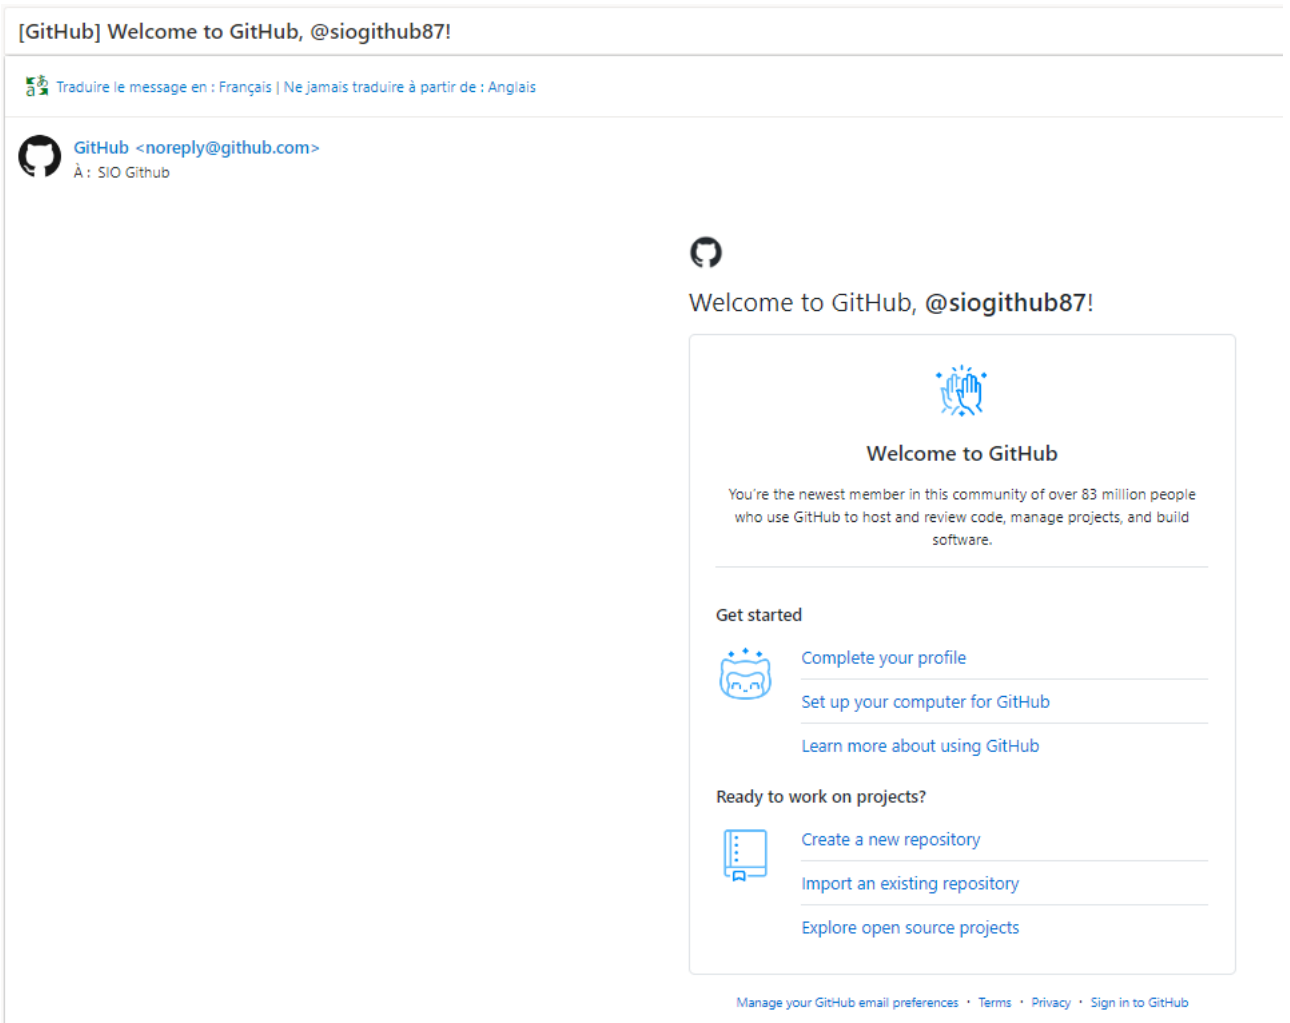 [GitHub] Welcome to GitHub, @siogithub87!
Traduire le message en : Français | Ne jamais traduire à partir de : Anglais
GitHub <noreply@github.com>
À : SIO Github
Welcome to GitHub, @siogithub87!
Welcome to GitHub
You're the newest member in this community of over 83 million people
who use GitHub to host and review code, manage projects, and build
software.
Get started
Complete your profile
Set up your computer for GitHub
Learn more about using GitHub
Ready to work on projects?
Create a new repository
Import an existing repository
Explore open source projects
Manage your GitHub email preferences · Terms · Privacy · Sign in to GitHub